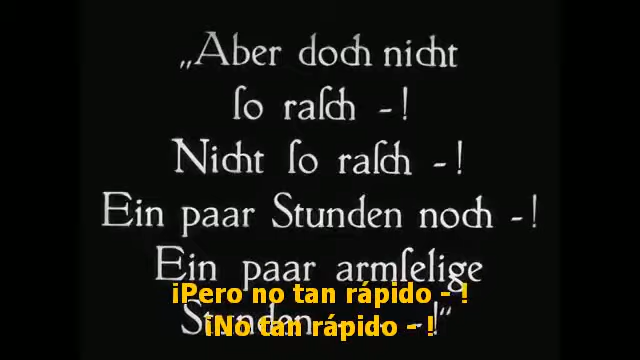 „Aber doch nicht
ſo raſch -!
Nicht ſo raſch -!
Ein paar Stunden noch -!
Ein paar armſelige
Stunden - - -!“
¡Pero no tan rápido - !
¡No tan rápido - !